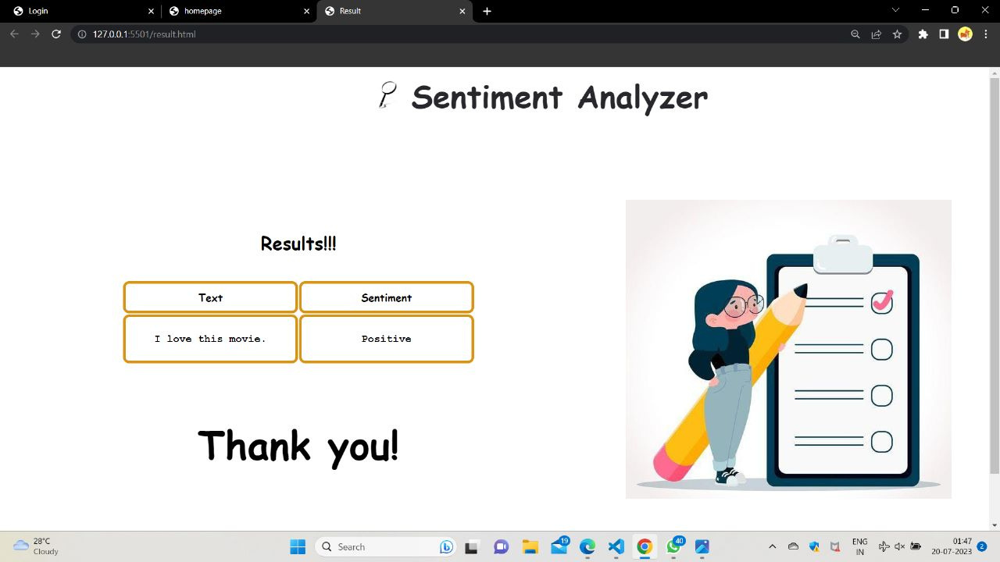 Login
homepage
Result
127.0.0.1:5501/result.html
Sentiment Analyzer
Results!!!
Text Sentiment
I love this movie. Positive
Thank you!
28°C
Cloudy
Search
19
40
ENG
IN
01:47
20-07-2023
2